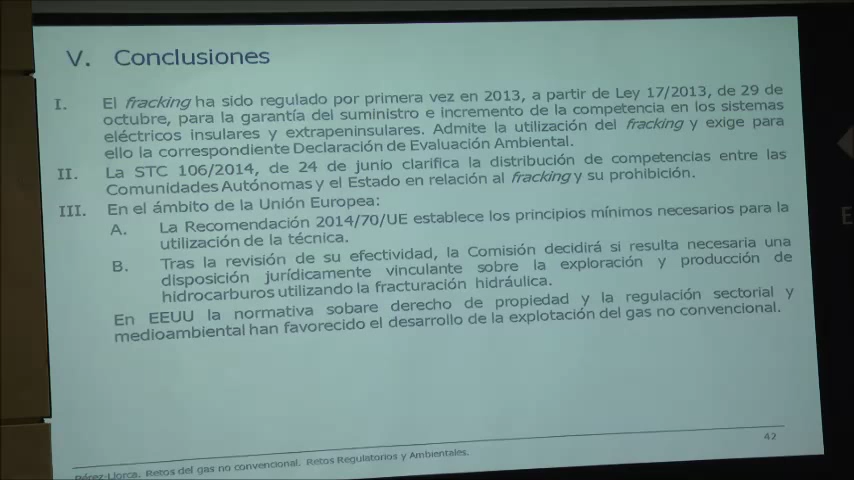 V. Conclusiones
I. El fracking ha sido regulado por primera vez en 2013, a partir de Ley 17/2013, de 29 de
octubre, para la garantía del suministro e incremento de la competencia en los sistemas
eléctricos insulares y extrapeninsulares. Admite la utilización del fracking y exige para
ello la correspondiente Declaración de Evaluación Ambiental.
II. La STC 106/2014, de 24 de junio clarifica la distribución de competencias entre las
Comunidades Autónomas y el Estado en relación al fracking y su prohibición.
III. En el ámbito de la Unión Europea:
A. La Recomendación 2014/70/UE establece los principios mínimos necesarios para la
utilización de la técnica.
B. Tras la revisión de su efectividad, la Comisión decidirá si resulta necesaria una
disposición jurídicamente vinculante sobre la exploración y producción de
hidrocarburos utilizando la fracturación hidráulica.
En EEUU la normativa sobare derecho de propiedad y la regulación sectorial y
medioambiental han favorecido el desarrollo de la explotación del gas no convencional.
42
Pérez-Llorca. Retos del gas no convencional. Retos Regulatorios y Ambientales.
E